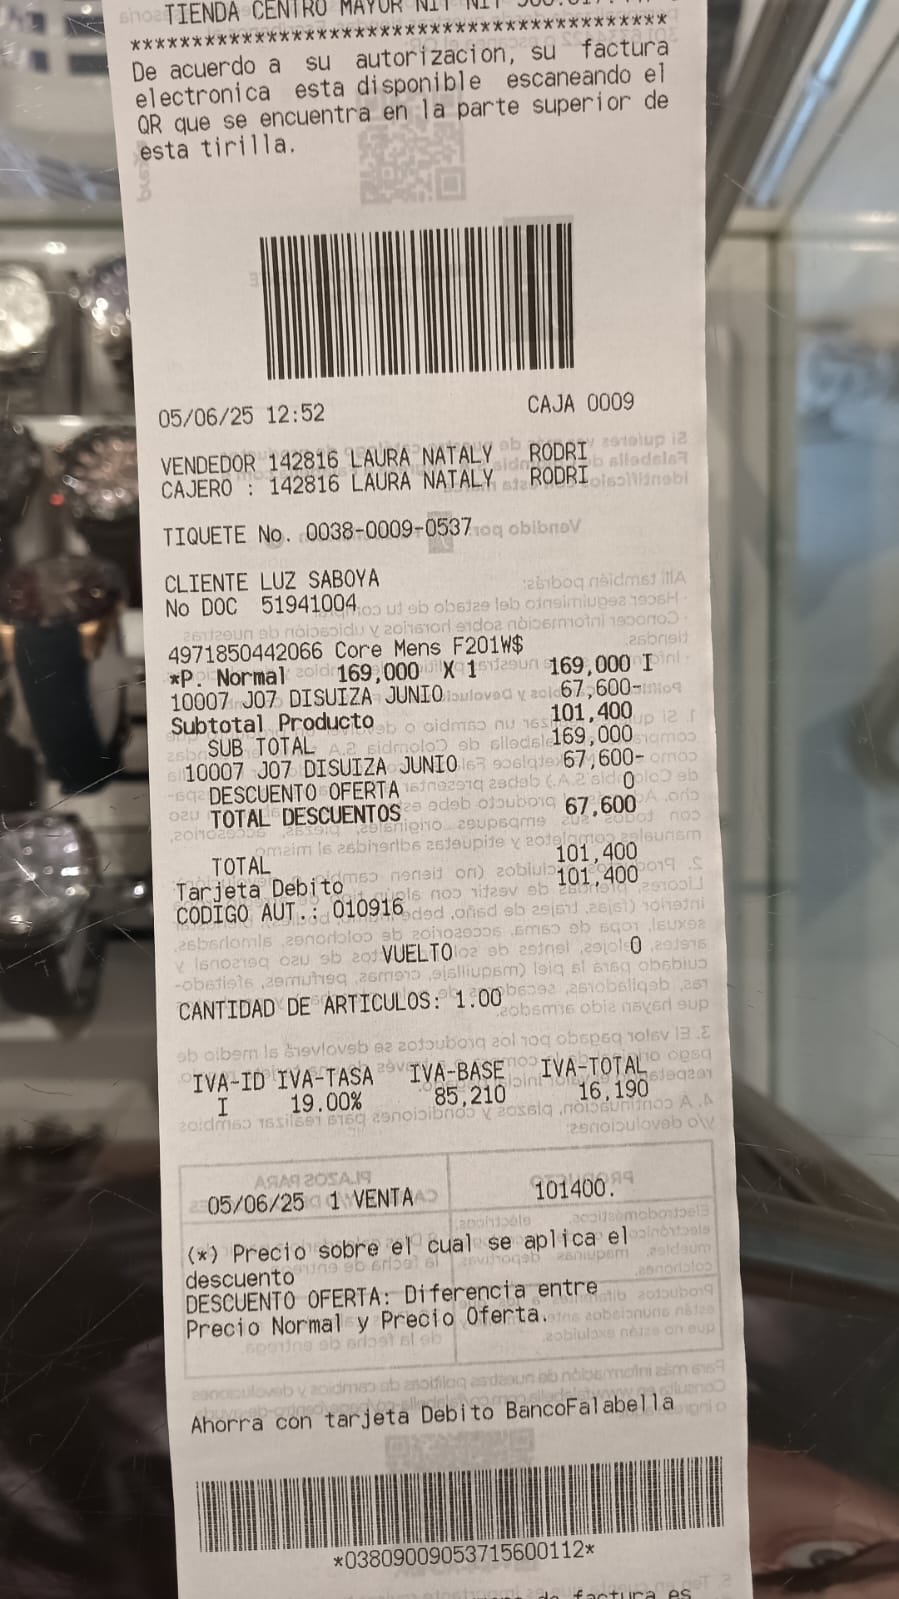 TIENDA CENTRO MAYOR NIT NIT
******************************************
De acuerdo a su autorizacion, su factura
electronica esta disponible escaneando el
QR que se encuentra en la parte superior de
esta tirilla.
05/06/25 12:52 CAJA 0009
VENDEDOR 142816 LAURA NATALY RODRI
CAJERO : 142816 LAURA NATALY RODRI
TIQUETE No. 0038-0009-0537
CLIENTE LUZ SABOYA
No DOC 51941004
4971850442066 Core Mens F201W$
*P. Normal 169,000 X 1 169,000 I
10007 J07 DISUIZA JUNIO 67,600-
Subtotal Producto 101,400
SUB TOTAL 169,000
10007 J07 DISUIZA JUNIO 67,600-
DESCUENTO OFERTA 0
TOTAL DESCUENTOS 67,600
TOTAL 101,400
Tarjeta Debito 101,400
CODIGO AUT.: 010916
VUELTO 0
CANTIDAD DE ARTICULOS: 1.00
IVA-ID IVA-TASA IVA-BASE IVA-TOTAL
I 19.00% 85,210 16,190
05/06/25 1 VENTA 101400.
(*) Precio sobre el cual se aplica el
descuento
DESCUENTO OFERTA: Diferencia entre
Precio Normal y Precio Oferta.
Ahorra con tarjeta Debito BancoFalabella
*03809009053715600112*
de factura es